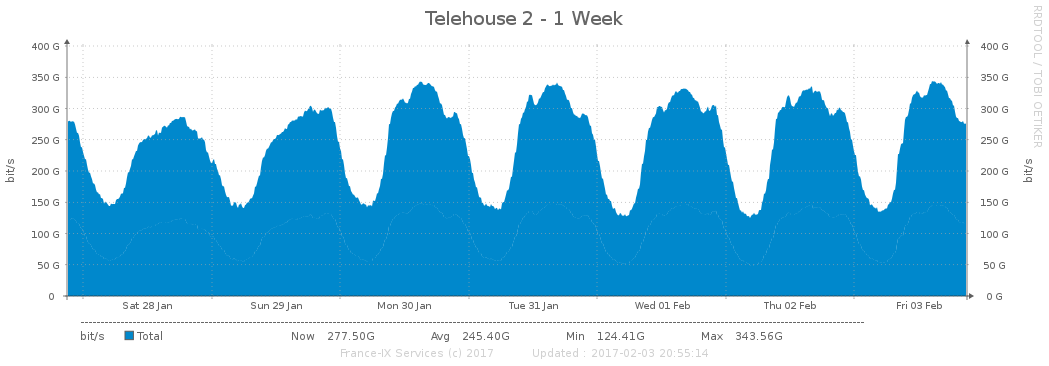 Telehouse 2 - 1 Week
RRDTOOL / TOBI OETIKER
400 G 400 G
350 G 350 G
300 G 300 G
250 G 250 G
200 G 200 G
150 G 150 G
100 G 100 G
50 G 50 G
0 0 G
bit/s bit/s
Sat 28 Jan Sun 29 Jan Mon 30 Jan Tue 31 Jan Wed 01 Feb Thu 02 Feb Fri 03 Feb
bit/s Total Now 277.50G Avg 245.40G Min 124.41G Max 343.56G
France-IX Services (c) 2017 Updated : 2017-02-03 20:55:14